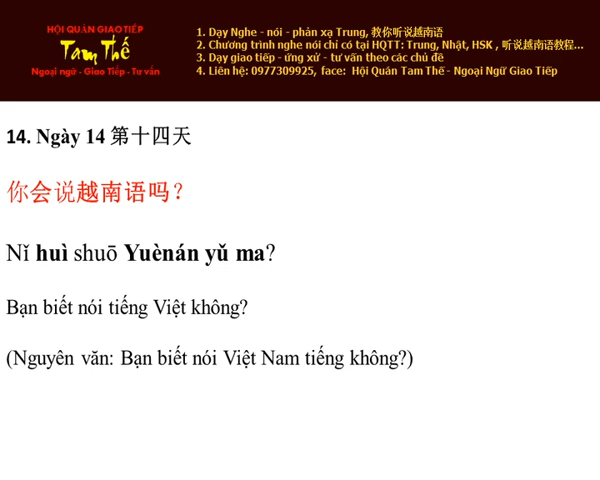 HỘI QUÁN GIAO TIẾP
Tam Thế
Ngoại ngữ - Giao Tiếp - Tư vấn
1. Dạy Nghe - nói - phản xạ Trung, 教你听说越南语
2. Chương trình nghe nói chỉ có tại HQTT: Trung, Nhật, HSK , 听说越南语教程...
3. Dạy giao tiếp - ứng xử - tư vấn theo các chủ đề
4. Liên hệ: 0977309925, face: Hội Quán Tam Thế - Ngoại Ngữ Giao Tiếp
14. Ngày 14 第十四天
你会说越南语吗?
Nǐ huì shuō Yuènán yǔ ma?
Bạn biết nói tiếng Việt không?
(Nguyên văn: Bạn biết nói Việt Nam tiếng không?)